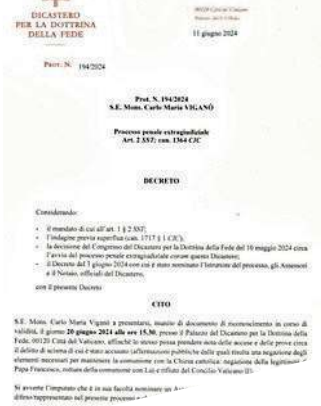 DICASTERO
PER LA DOTTRINA
DELLA FEDE
00120 Città del Vaticano
11 giugno 2024
PROT. N. 194/2024
Prot. N. 194/2024
S.E. Mons. Carlo Maria VIGANÒ
Processo penale extragiudiziale
Art. 2 SST; can. 1364 CIC
DECRETO
Considerando:
- il mandato di cui all'art. 1 § 2 SST;
- l'indagine previa superflua (can. 1717 § 1 CIC);
- la decisione del Congresso del Dicastero per la Dottrina della Fede del 10 maggio 2024 circa
l'avvio del processo penale extragiudiziale coram questo Dicastero;
- il Decreto del 3 giugno 2024 con cui è stato nominato l'Istruttore del processo, gli Assessori
e il Notaio, officiali del Dicastero,
con il presente Decreto
CITO
S.E. Mons. Carlo Maria Viganò a presentarsi, munito di documento di riconoscimento in corso di
validità, il giorno 20 giugno 2024 alle ore 15.30, presso il Palazzo del Dicastero per la Dottrina della
Fede, 00120 Città del Vaticano, affinché lo stesso possa prendere nota delle accuse e delle prove circa
il delitto di scisma di cui è stato accusato (affermazioni pubbliche dalle quali risulta una negazione degli
elementi necessari per mantenere la comunione con la Chiesa cattolica: negazione della legittimità
Papa Francesco, rottura della comunione con Lui e rifiuto del Concilio Vaticano II).
Si avverte l'imputato che è in sua facoltà nominare un
difesa rappresentarlo nel presente processo